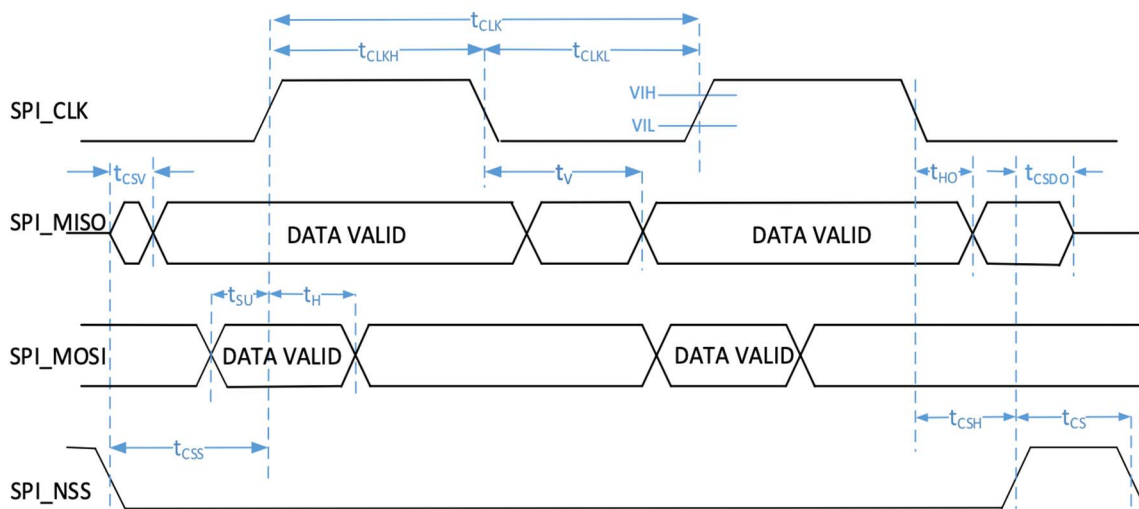 tCLK
tCLKH tCLKL
SPI_CLK
VIH
VIL
tCSV tV tHO tCSDO
SPI_MISO
DATA VALID DATA VALID
tSU tH
SPI_MOSI DATA VALID DATA VALID
tCSS tCSH tCS
SPI_NSS